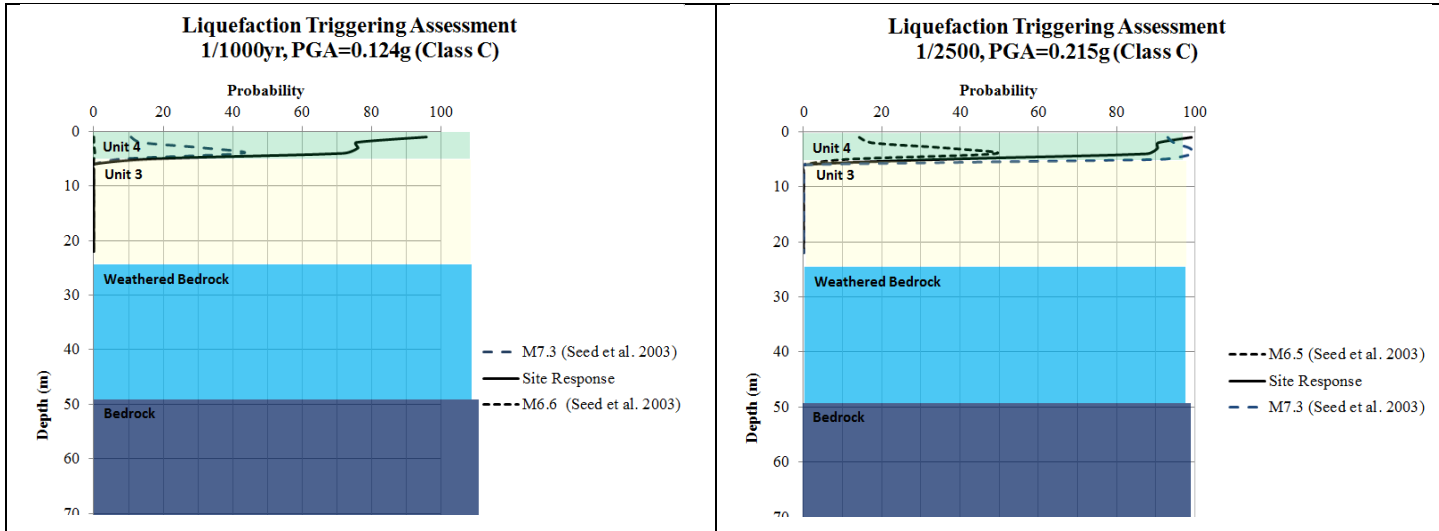 Liquefaction Triggering Assessment
1/1000yr, PGA=0.124g (Class C)
Probability
0 20 40 60 80 100
0
10
20
30
40
50
60
70
Depth (m)
Unit 4
Unit 3
Weathered Bedrock
Bedrock
M7.3 (Seed et al. 2003)
Site Response
M6.6 (Seed et al. 2003)
Liquefaction Triggering Assessment
1/2500, PGA=0.215g (Class C)
Probability
0 20 40 60 80 100
0
10
20
30
40
50
60
70
Depth (m)
Unit 4
Unit 3
Weathered Bedrock
Bedrock
M6.5 (Seed et al. 2003)
Site Response
M7.3 (Seed et al. 2003)